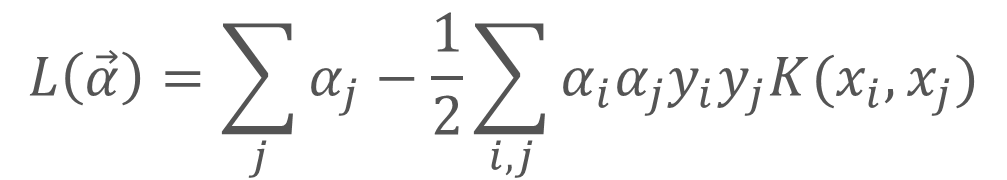 L(α⃗) = ∑_j α_j − 1/2 ∑_{i,j} α_i α_j y_i y_j K(x_i, x_j)